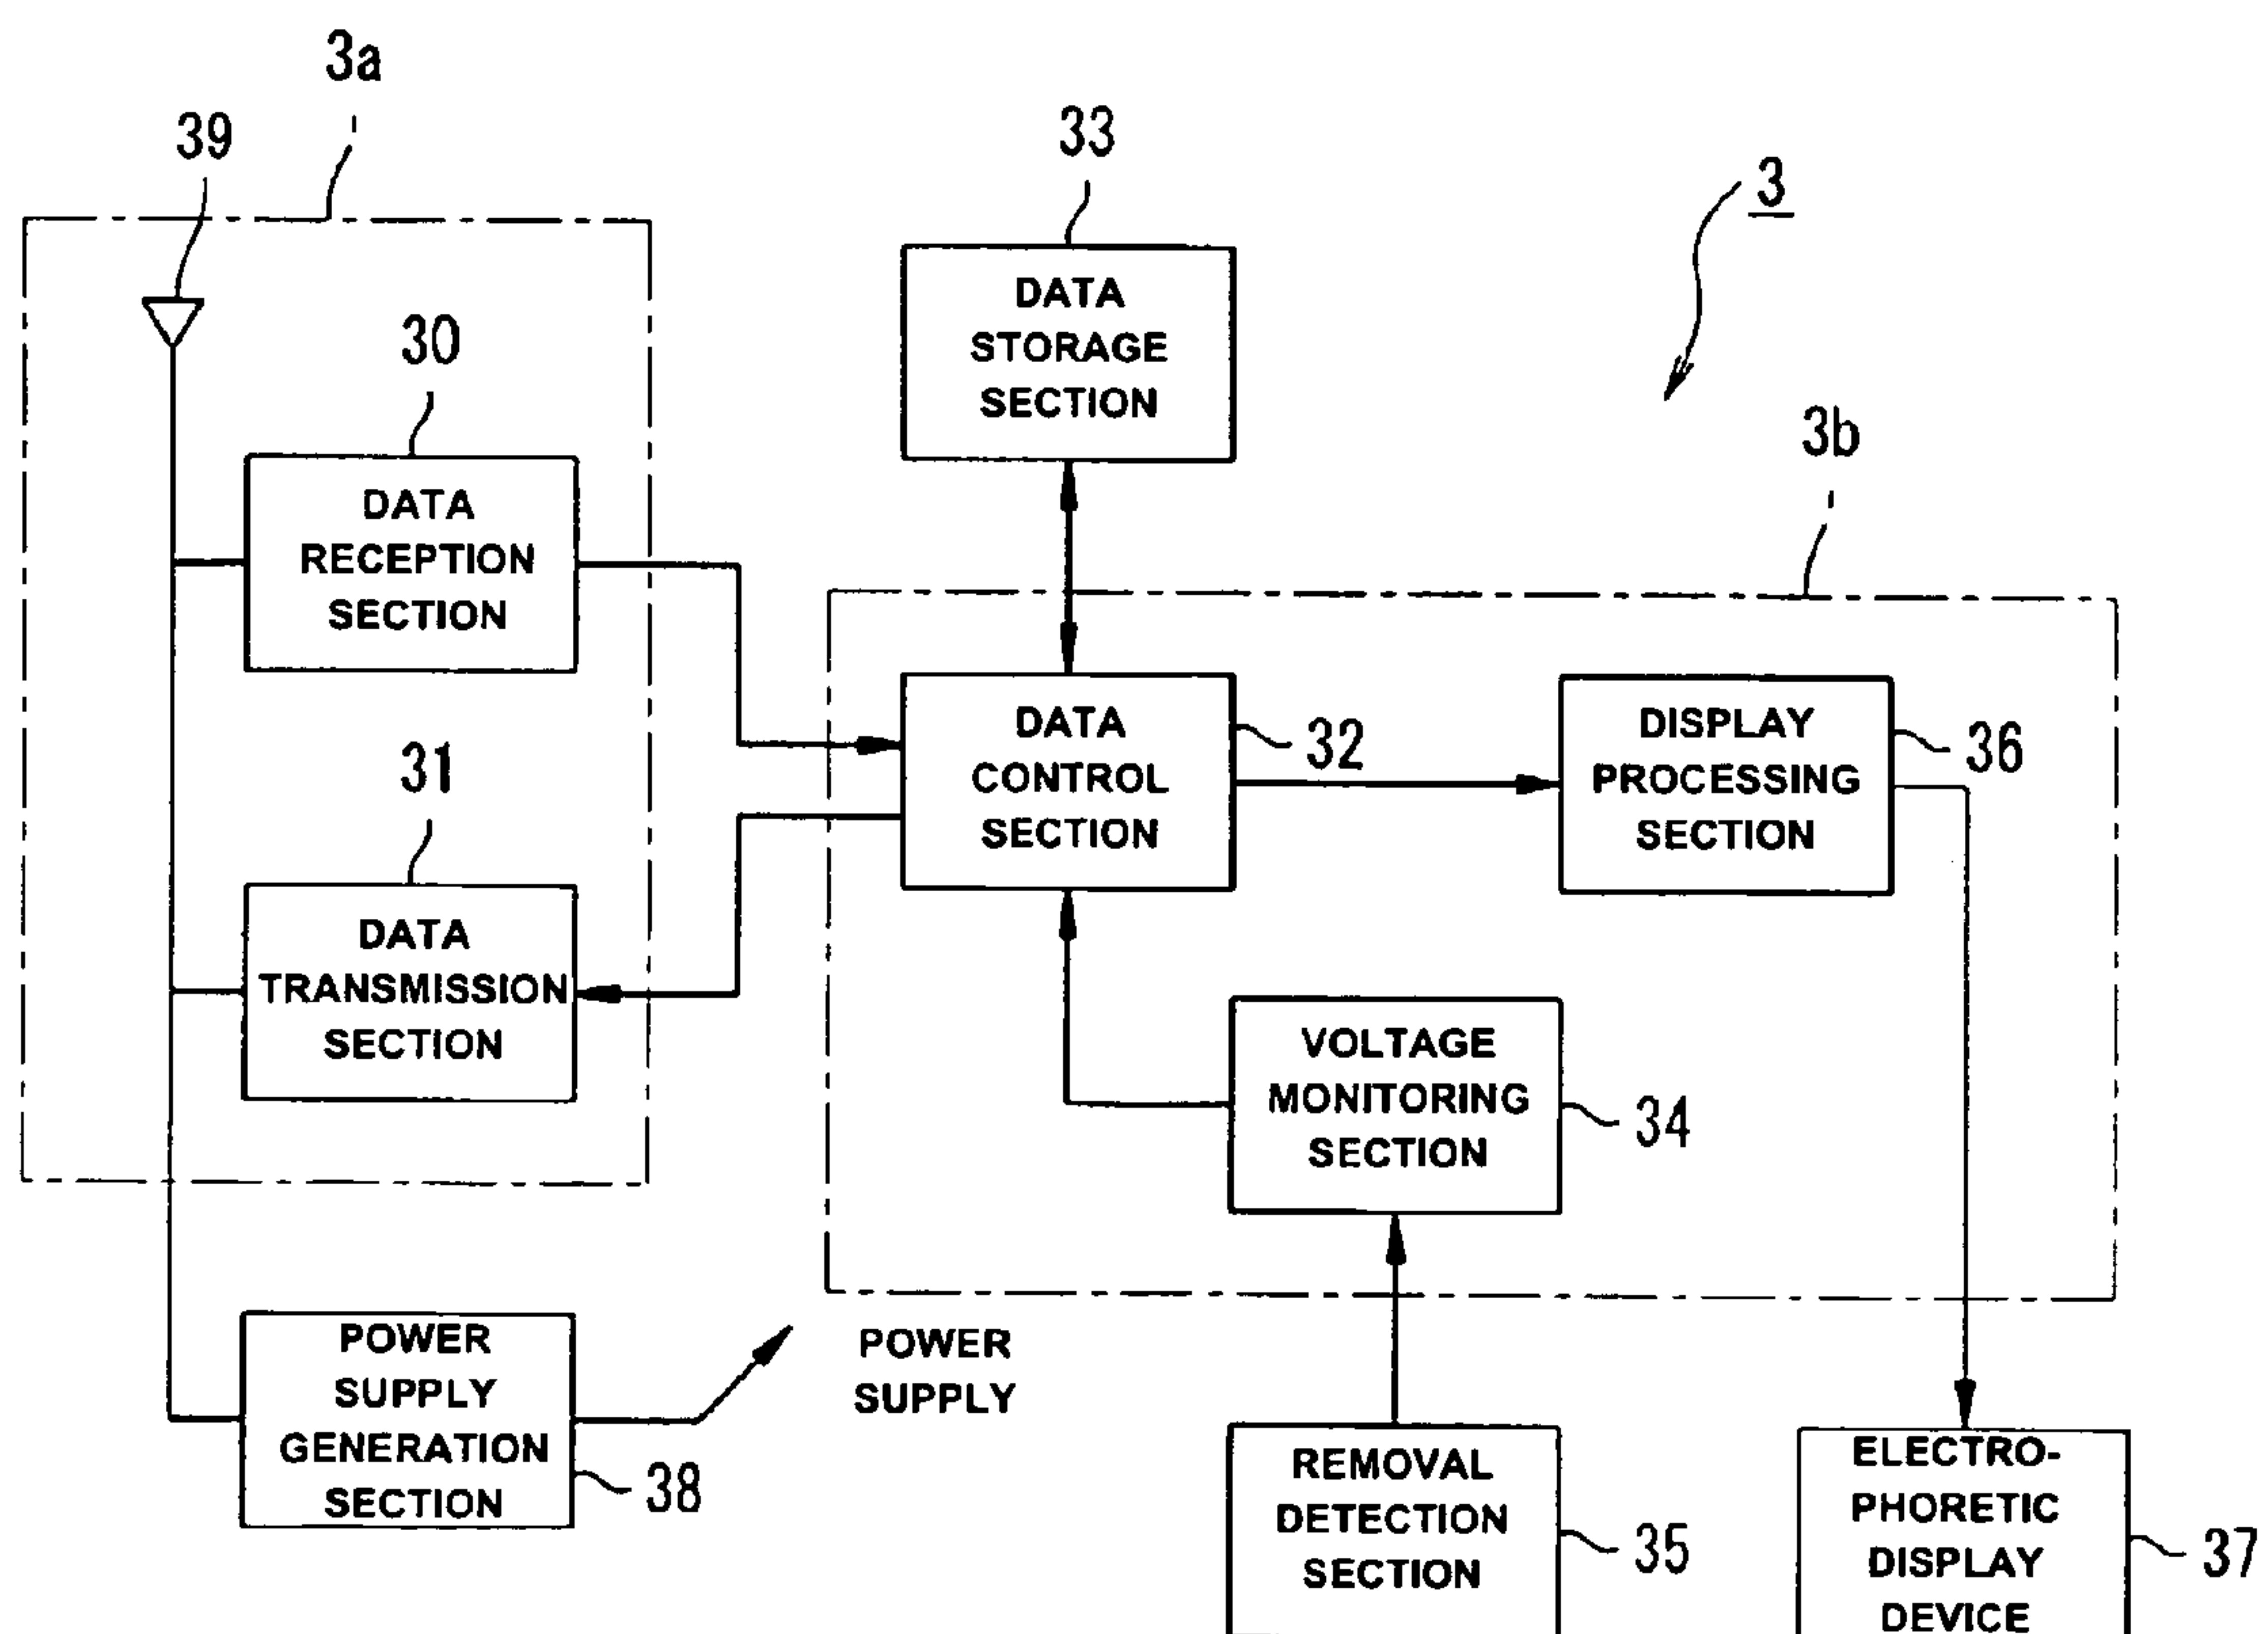 3a
39
33
3
DATA
STORAGE
SECTION
30
3b
DATA
RECEPTION
SECTION
DATA
CONTROL
SECTION
32
DISPLAY
PROCESSING
SECTION
36
31
DATA
TRANSMISSION
SECTION
VOLTAGE
MONITORING
SECTION
34
POWER
SUPPLY
GENERATION
SECTION
38
POWER
SUPPLY
REMOVAL
DETECTION
SECTION
35
ELECTRO-
PHORETIC
DISPLAY
DEVICE
37